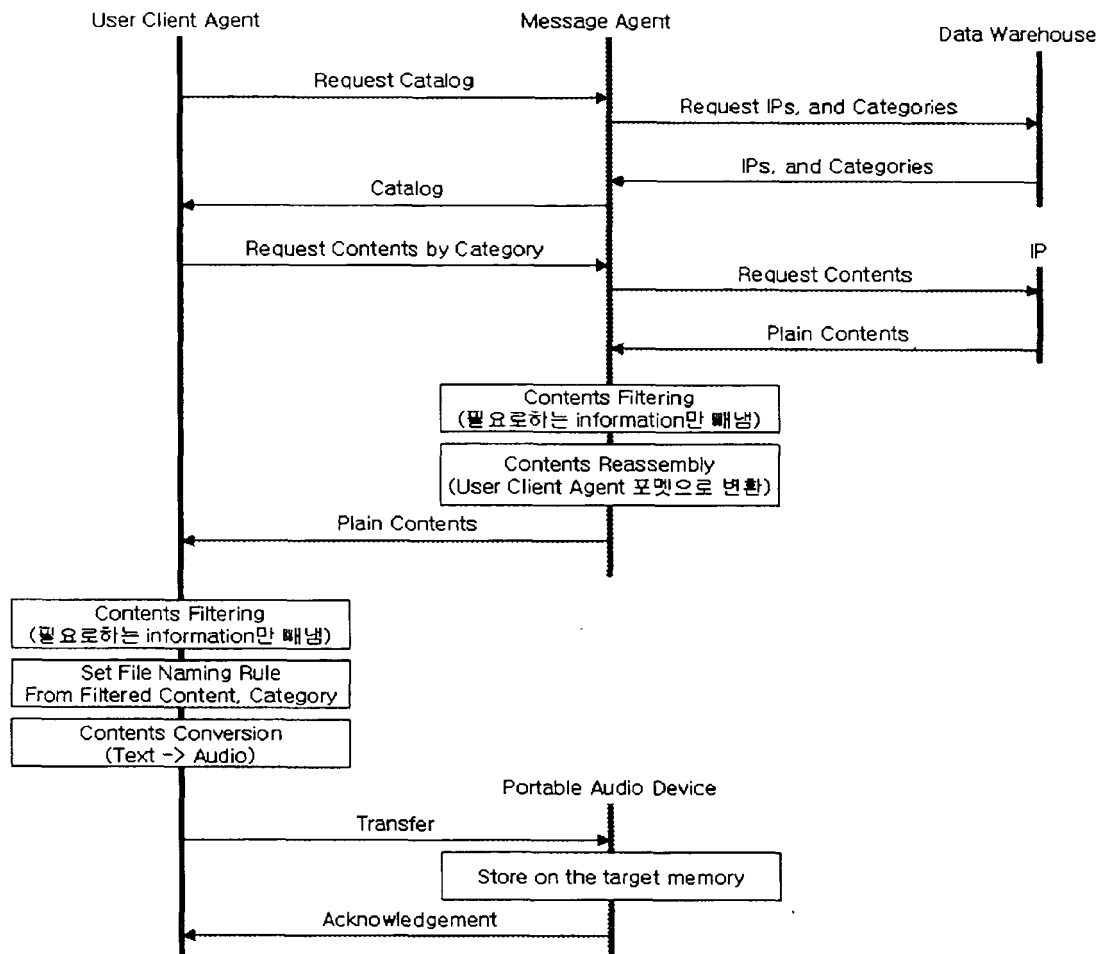 User Client Agent
Message Agent
Data Warehouse
Request Catalog
Request IPs, and Categories
IPs, and Categories
Catalog
Request Contents by Category
IP
Request Contents
Plain Contents
Contents Filtering
(필요로하는 information만 빼냄)
Contents Reassembly
(User Client Agent 포멧으로 변환)
Plain Contents
Contents Filtering
(필요로하는 information만 빼냄)
Set File Naming Rule
From Filtered Content, Category
Contents Conversion
(Text -> Audio)
Portable Audio Device
Transfer
Store on the target memory
Acknowledgement